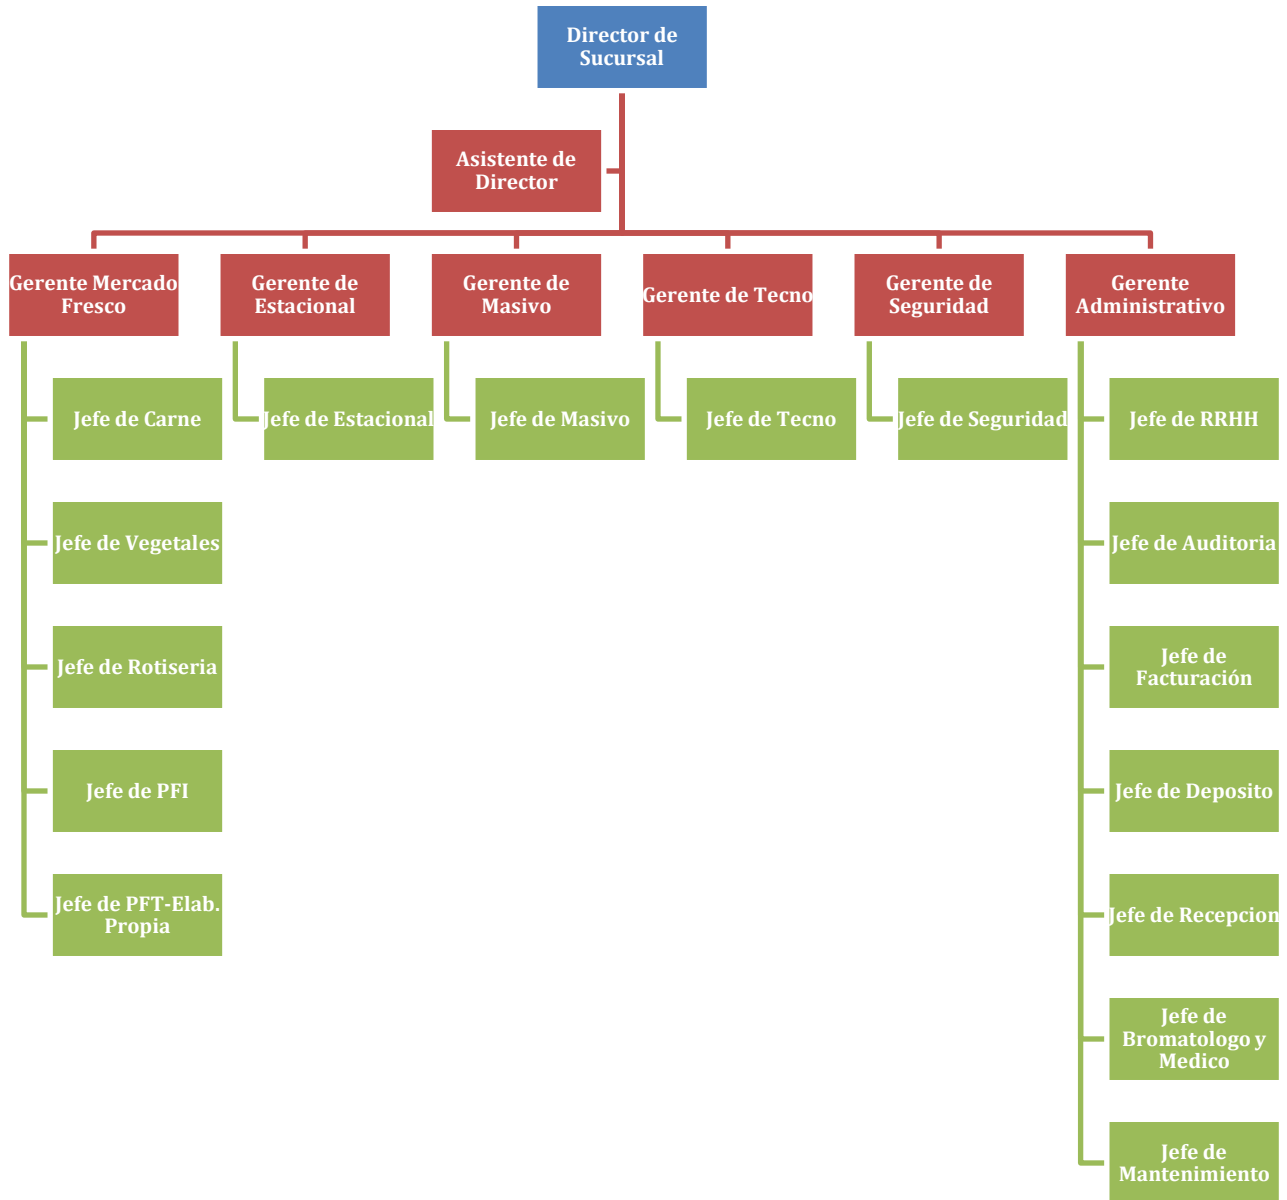 Director de
Sucursal
Asistente de
Director
Gerente Mercado
Fresco
Gerente de
Estacional
Gerente de
Masivo
Gerente de Tecno
Gerente de
Seguridad
Gerente
Administrativo
Jefe de Carne
Jefe de Estacional
Jefe de Masivo
Jefe de Tecno
Jefe de Seguridad
Jefe de RRHH
Jefe de Vegetales
Jefe de Auditoria
Jefe de Rotiseria
Jefe de
Facturación
Jefe de PFI
Jefe de Deposito
Jefe de PFT-Elab.
Propia
Jefe de Recepcion
Jefe de
Bromatologo y
Medico
Jefe de
Mantenimiento